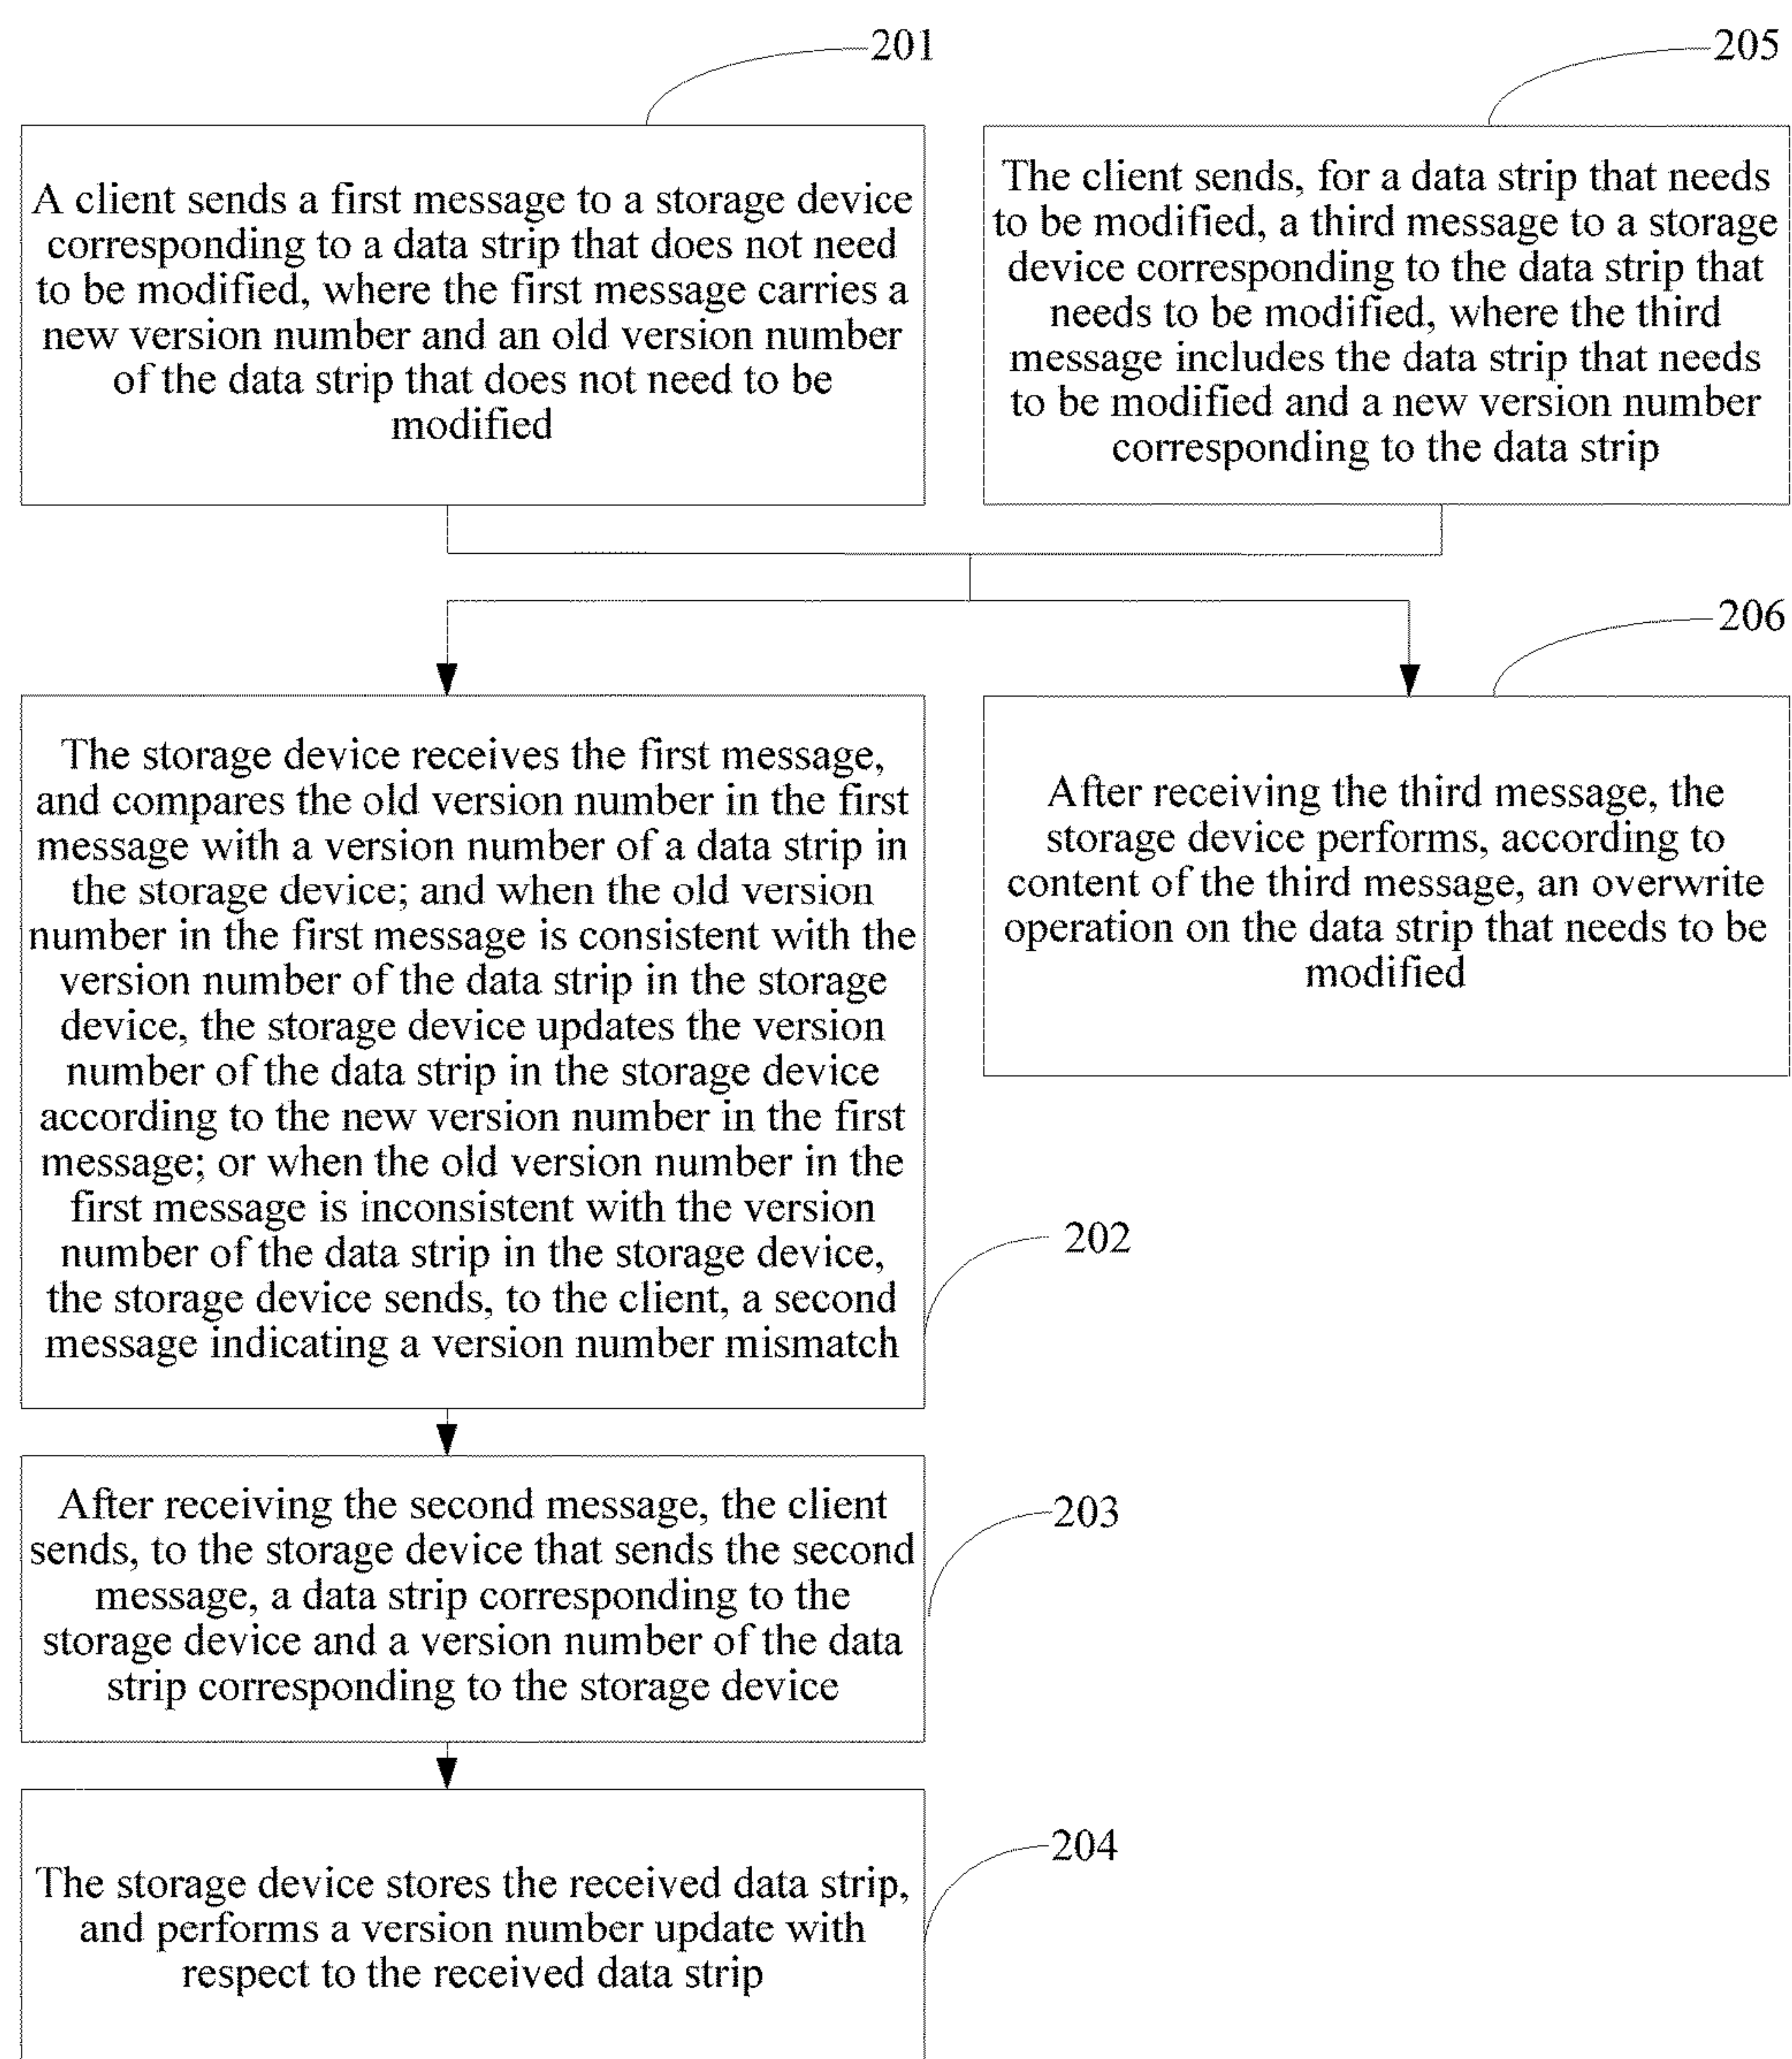 201
A client sends a first message to a storage device
corresponding to a data strip that does not need
to be modified, where the first message carries a
new version number and an old version number
of the data strip that does not need to be
modified
205
The client sends, for a data strip that needs
to be modified, a third message to a storage
device corresponding to the data strip that
needs to be modified, where the third
message includes the data strip that needs
to be modified and a new version number
corresponding to the data strip
The storage device receives the first message,
and compares the old version number in the first
message with a version number of a data strip in
the storage device; and when the old version
number in the first message is consistent with the
version number of the data strip in the storage
device, the storage device updates the version
number of the data strip in the storage device
according to the new version number in the first
message; or when the old version number in the
first message is inconsistent with the version
number of the data strip in the storage device,
the storage device sends, to the client, a second
message indicating a version number mismatch
202
206
After receiving the third message, the
storage device performs, according to
content of the third message, an overwrite
operation on the data strip that needs to be
modified
After receiving the second message, the client
sends, to the storage device that sends the second
message, a data strip corresponding to the
storage device and a version number of the data
strip corresponding to the storage device
203
The storage device stores the received data strip,
and performs a version number update with
respect to the received data strip
204